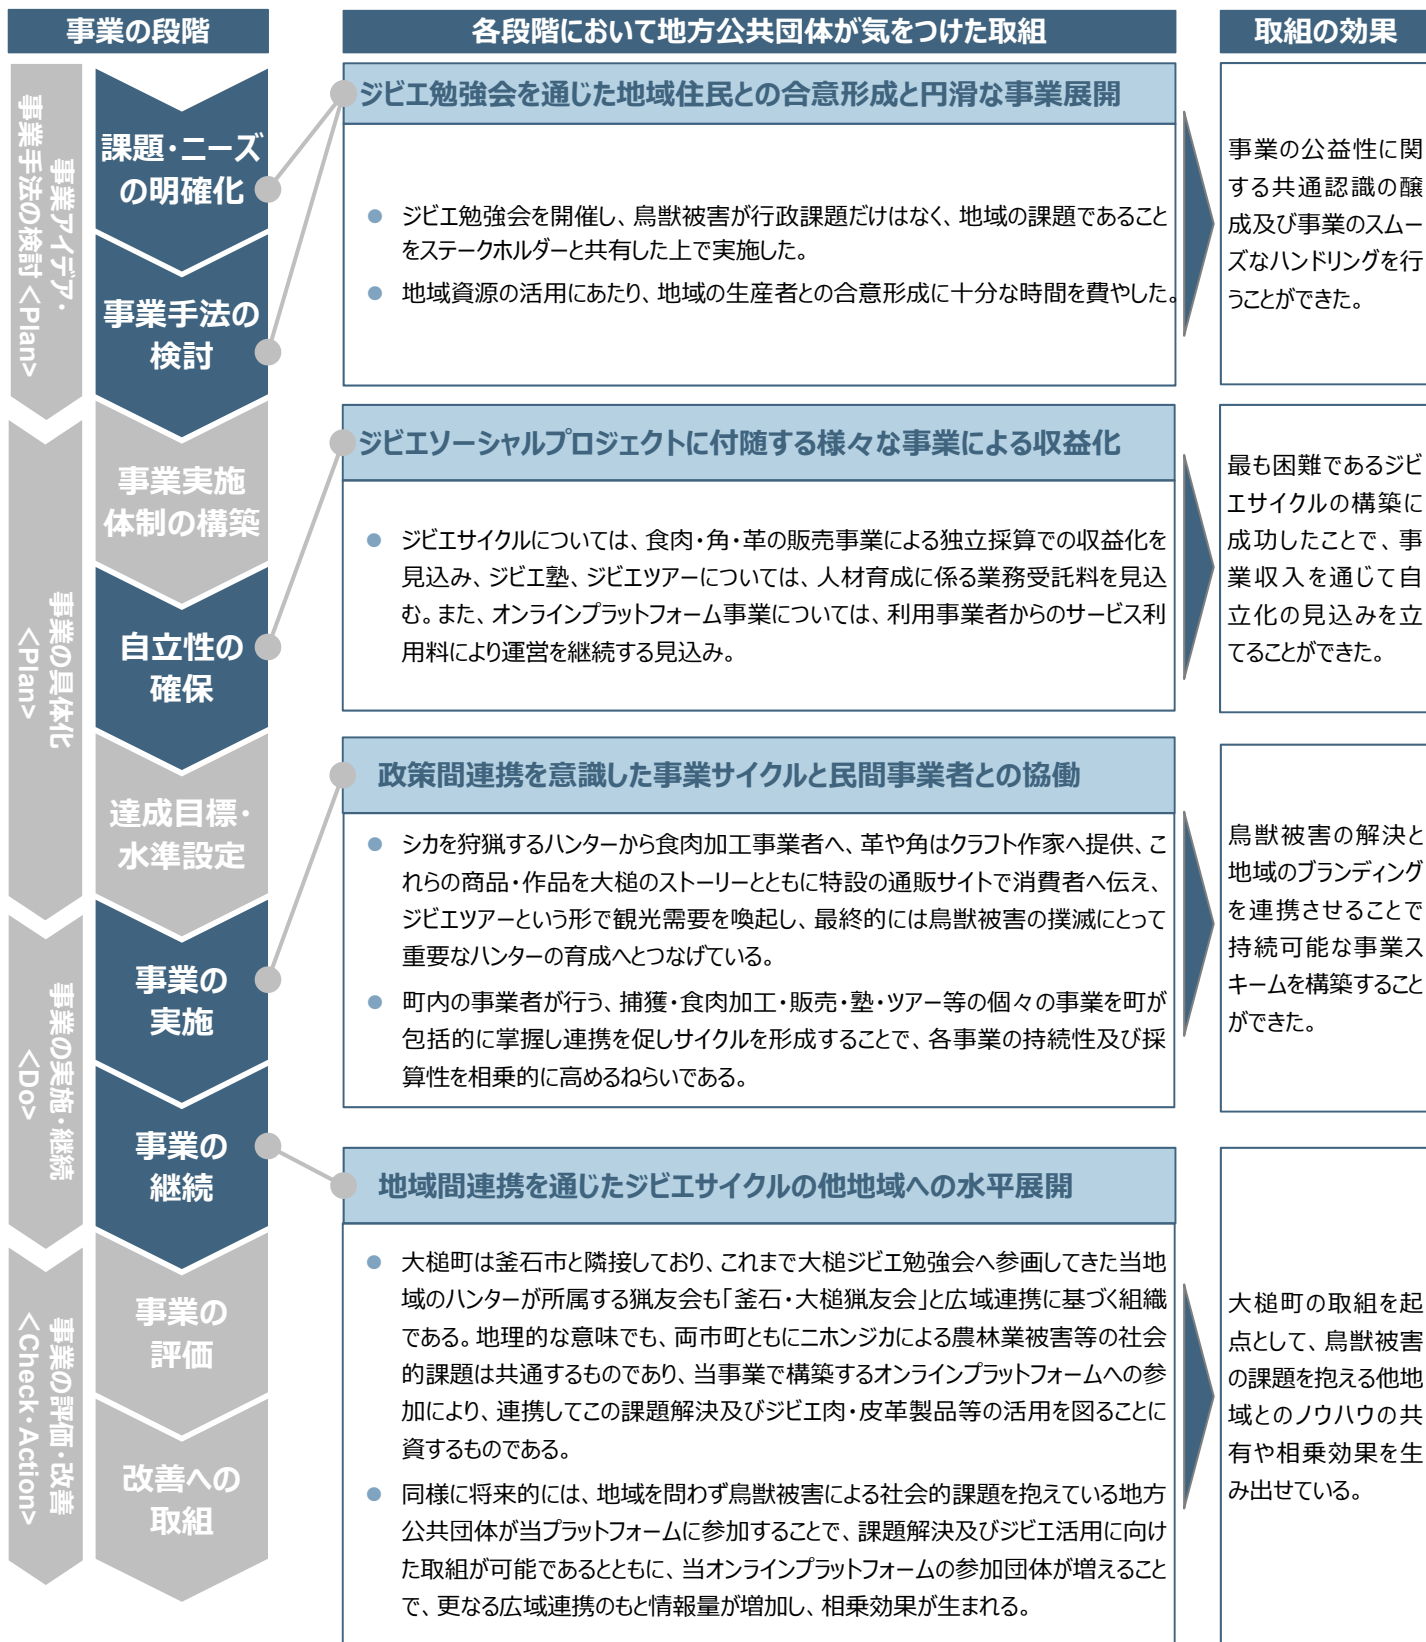 事業の段階
各段階において地方公共団体が気をつけた取組
取組の効果
事業アイデア・
事業手法の検討 <Plan>
課題・ニーズ
の明確化
事業手法の
検討
ジビエ勉強会を通じた地域住民との合意形成と円滑な事業展開
● ジビエ勉強会を開催し、鳥獣被害が行政課題だけはなく、地域の課題であること
をステークホルダーと共有した上で実施した。
● 地域資源の活用にあたり、地域の生産者との合意形成に十分な時間を費やした。
事業の公益性に関
する共通認識の醸
成及び事業のスムー
ズなハンドリングを行
うことができた。
事業の具体化
<Plan>
事業実施
体制の構築
自立性の
確保
達成目標・
水準設定
ジビエソーシャルプロジェクトに付随する様々な事業による収益化
● ジビエサイクルについては、食肉・角・革の販売事業による独立採算での収益化を
見込み、ジビエ塾、ジビエツアーについては、人材育成に係る業務受託料を見込
む。また、オンラインプラットフォーム事業については、利用事業者からのサービス利
用料により運営を継続する見込み。
最も困難であるジビ
エサイクルの構築に
成功したことで、事
業収入を通じて自
立化の見込みを立
てることができた。
事業の実施・継続
<Do>
事業の
実施
事業の
継続
政策間連携を意識した事業サイクルと民間事業者との協働
● シカを狩猟するハンターから食肉加工事業者へ、革や角はクラフト作家へ提供、こ
れらの商品・作品を大槌のストーリーとともに特設の通販サイトで消費者へ伝え、
ジビエツアーという形で観光需要を喚起し、最終的には鳥獣被害の撲滅にとって
重要なハンターの育成へとつなげている。
● 町内の事業者が行う、捕獲・食肉加工・販売・塾・ツアー等の個々の事業を町が
包括的に掌握し連携を促しサイクルを形成することで、各事業の持続性及び採
算性を相乗的に高めるねらいである。
鳥獣被害の解決と
地域のブランディング
を連携させることで
持続可能な事業ス
キームを構築すること
ができた。
事業の評価・改善
<Check・Action>
事業の
評価
改善への
取組
地域間連携を通じたジビエサイクルの他地域への水平展開
● 大槌町は釜石市と隣接しており、これまで大槌ジビエ勉強会へ参画してきた当地
域のハンターが所属する猟友会も「釜石・大槌猟友会」と広域連携に基づく組織
である。地理的な意味でも、両市町ともにニホンジカによる農林業被害等の社会
的課題は共通するものであり、当事業で構築するオンラインプラットフォームへの参
加により、連携してこの課題解決及びジビエ肉・皮革製品等の活用を図ることに
資するものである。
● 同様に将来的には、地域を問わず鳥獣被害による社会的課題を抱えている地方
公共団体が当プラットフォームに参加することで、課題解決及びジビエ活用に向け
た取組が可能であるとともに、当オンラインプラットフォームの参加団体が増えること
で、更なる広域連携のもと情報量が増加し、相乗効果が生まれる。
大槌町の取組を起
点として、鳥獣被害
の課題を抱える他地
域とのノウハウの共
有や相乗効果を生
み出せている。